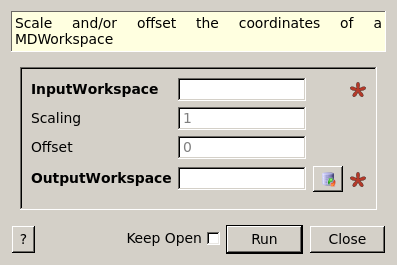 Scale and/or offset the coordinates of a
MDWorkspace
InputWorkspace
Scaling 1
Offset 0
OutputWorkspace
? Keep Open Run Close